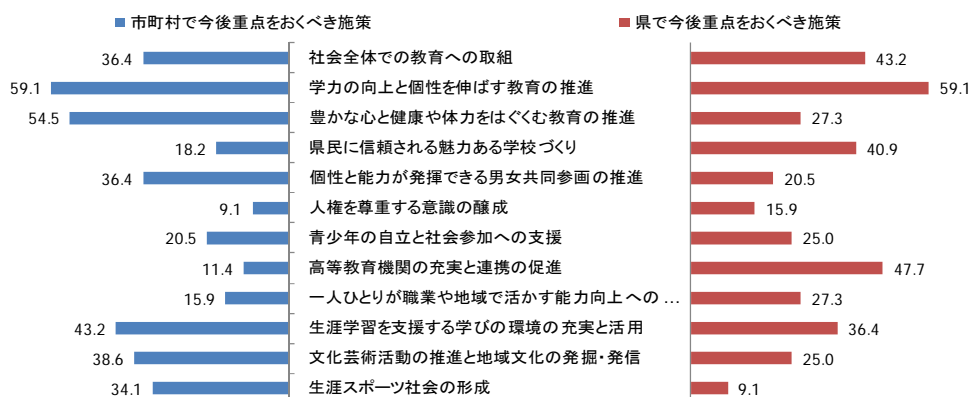 市町村で今後重点をおくべき施策 県で今後重点をおくべき施策
36.4 社会全体での教育への取組 43.2
59.1 学力の向上と個性を伸ばす教育の推進 59.1
54.5 豊かな心と健康や体力をはぐくむ教育の推進 27.3
18.2 県民に信頼される魅力ある学校づくり 40.9
36.4 個性と能力が発揮できる男女共同参画の推進 20.5
9.1 人権を尊重する意識の醸成 15.9
20.5 青少年の自立と社会参加への支援 25.0
11.4 高等教育機関の充実と連携の促進 47.7
15.9 一人ひとりが職業や地域で活かす能力向上への … 27.3
43.2 生涯学習を支援する学びの環境の充実と活用 36.4
38.6 文化芸術活動の推進と地域文化の発掘・発信 25.0
34.1 生涯スポーツ社会の形成 9.1